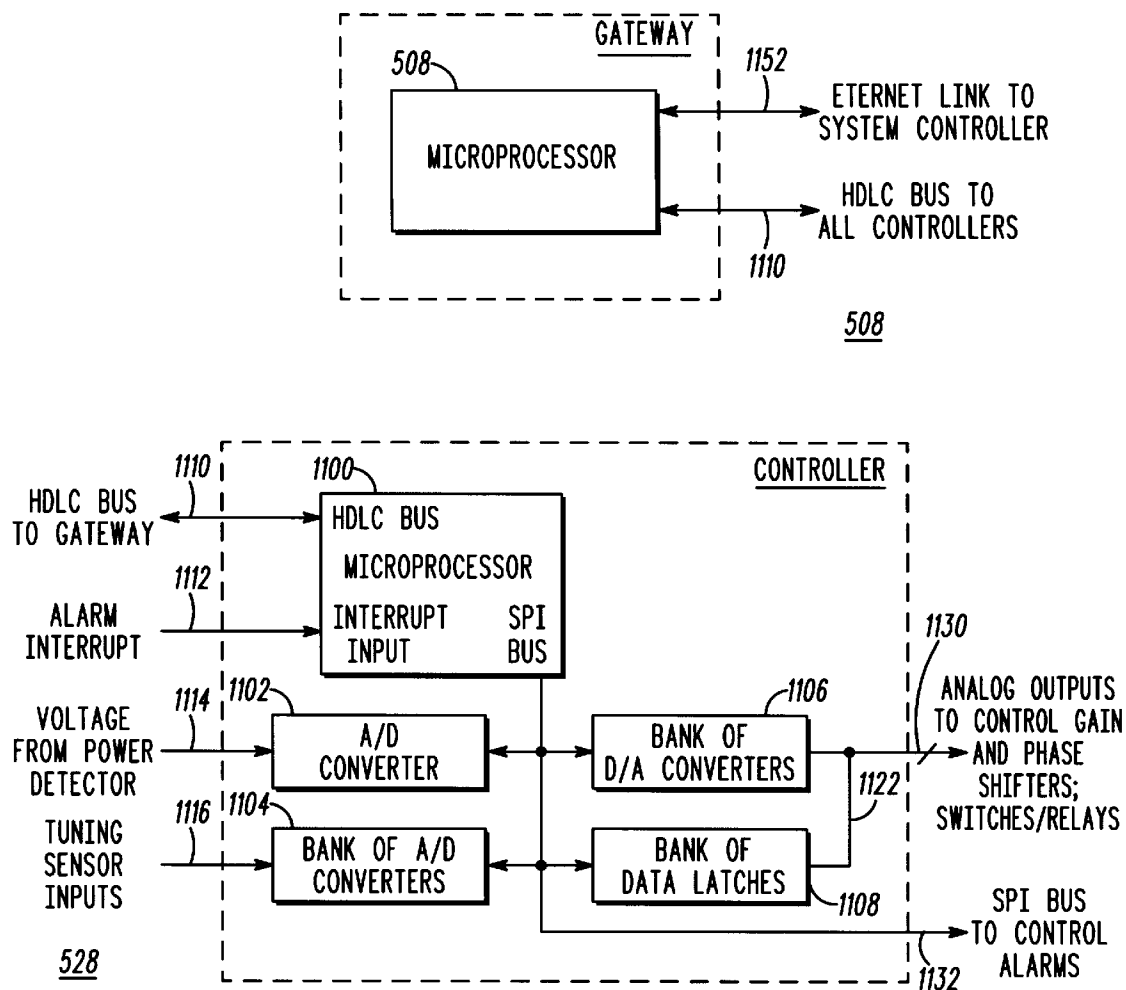 GATEWAY
508
MICROPROCESSOR
1152
ETERNET LINK TO
SYSTEM CONTROLLER
HDLC BUS TO
ALL CONTROLLERS
1110
508
CONTROLLER
1110
HDLC BUS
TO GATEWAY
1100
HDLC BUS
MICROPROCESSOR
INTERRUPT
INPUT
SPI
BUS
1112
ALARM
INTERRUPT
1114
VOLTAGE
FROM POWER
DETECTOR
1102
A/D
CONVERTER
1106
BANK OF
D/A CONVERTERS
1130
ANALOG OUTPUTS
TO CONTROL GAIN
AND PHASE
SHIFTERS;
SWITCHES/RELAYS
1122
1116
TUNING
SENSOR
INPUTS
1104
BANK OF A/D
CONVERTERS
BANK OF
DATA LATCHES
1108
SPI BUS
TO CONTROL
ALARMS
1132
528